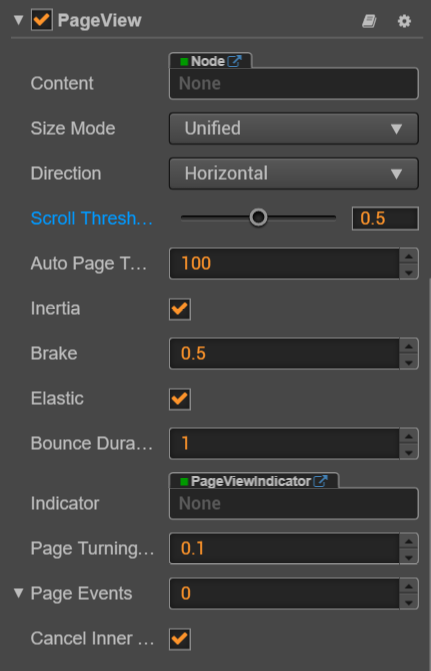 PageView
Node
Content None
Size Mode Unified
Direction Horizontal
Scroll Thresh... 0.5
Auto Page T... 100
Inertia
Brake 0.5
Elastic
Bounce Dura... 1
PageViewIndicator
Indicator None
Page Turning... 0.1
Page Events 0
Cancel Inner ...